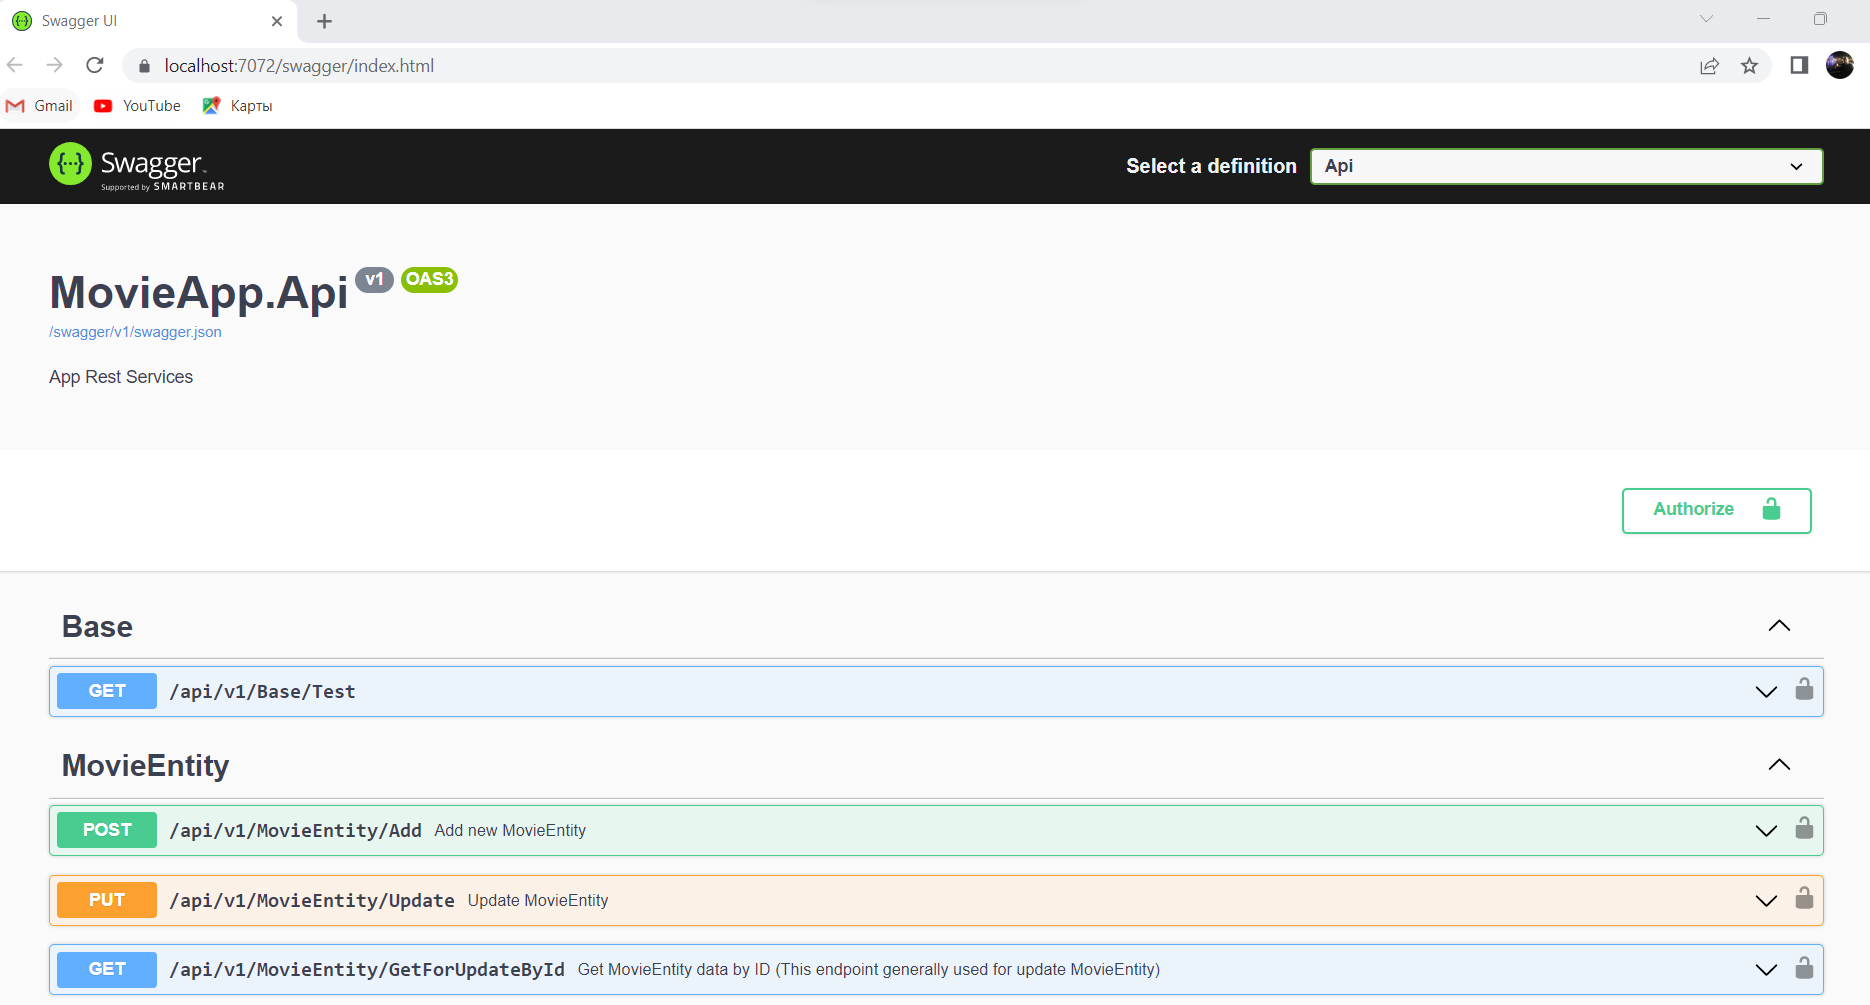 Swagger UI
localhost:7072/swagger/index.html
Gmail YouTube Карты
Swagger
Supported by SMARTBEAR
Select a definition Api
MovieApp.Api v1 OAS3
/swagger/v1/swagger.json
App Rest Services
Authorize
Base
GET /api/v1/Base/Test
MovieEntity
POST /api/v1/MovieEntity/Add Add new MovieEntity
PUT /api/v1/MovieEntity/Update Update MovieEntity
GET /api/v1/MovieEntity/GetForUpdateById Get MovieEntity data by ID (This endpoint generally used for update MovieEntity)